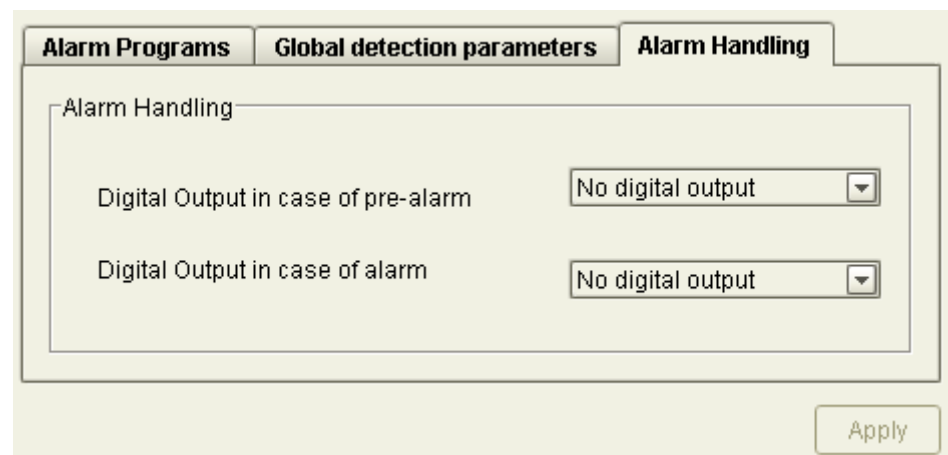 Alarm Programs Global detection parameters Alarm Handling
Alarm Handling
Digital Output in case of pre-alarm No digital output
Digital Output in case of alarm No digital output
Apply